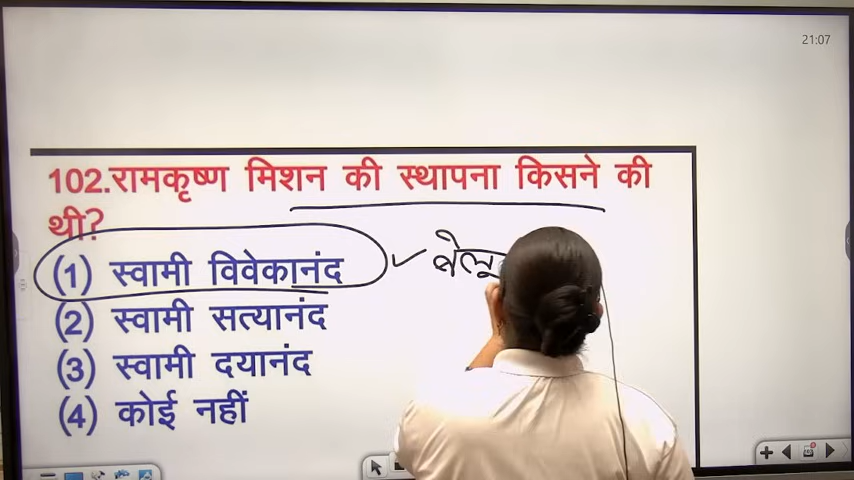 21:07
102.रामकृष्ण मिशन की स्थापना किसने की
थी?
(1) स्वामी विवेकानंद
बेलू
(2) स्वामी सत्यानंद
(3) स्वामी दयानंद
(4) कोई नहीं